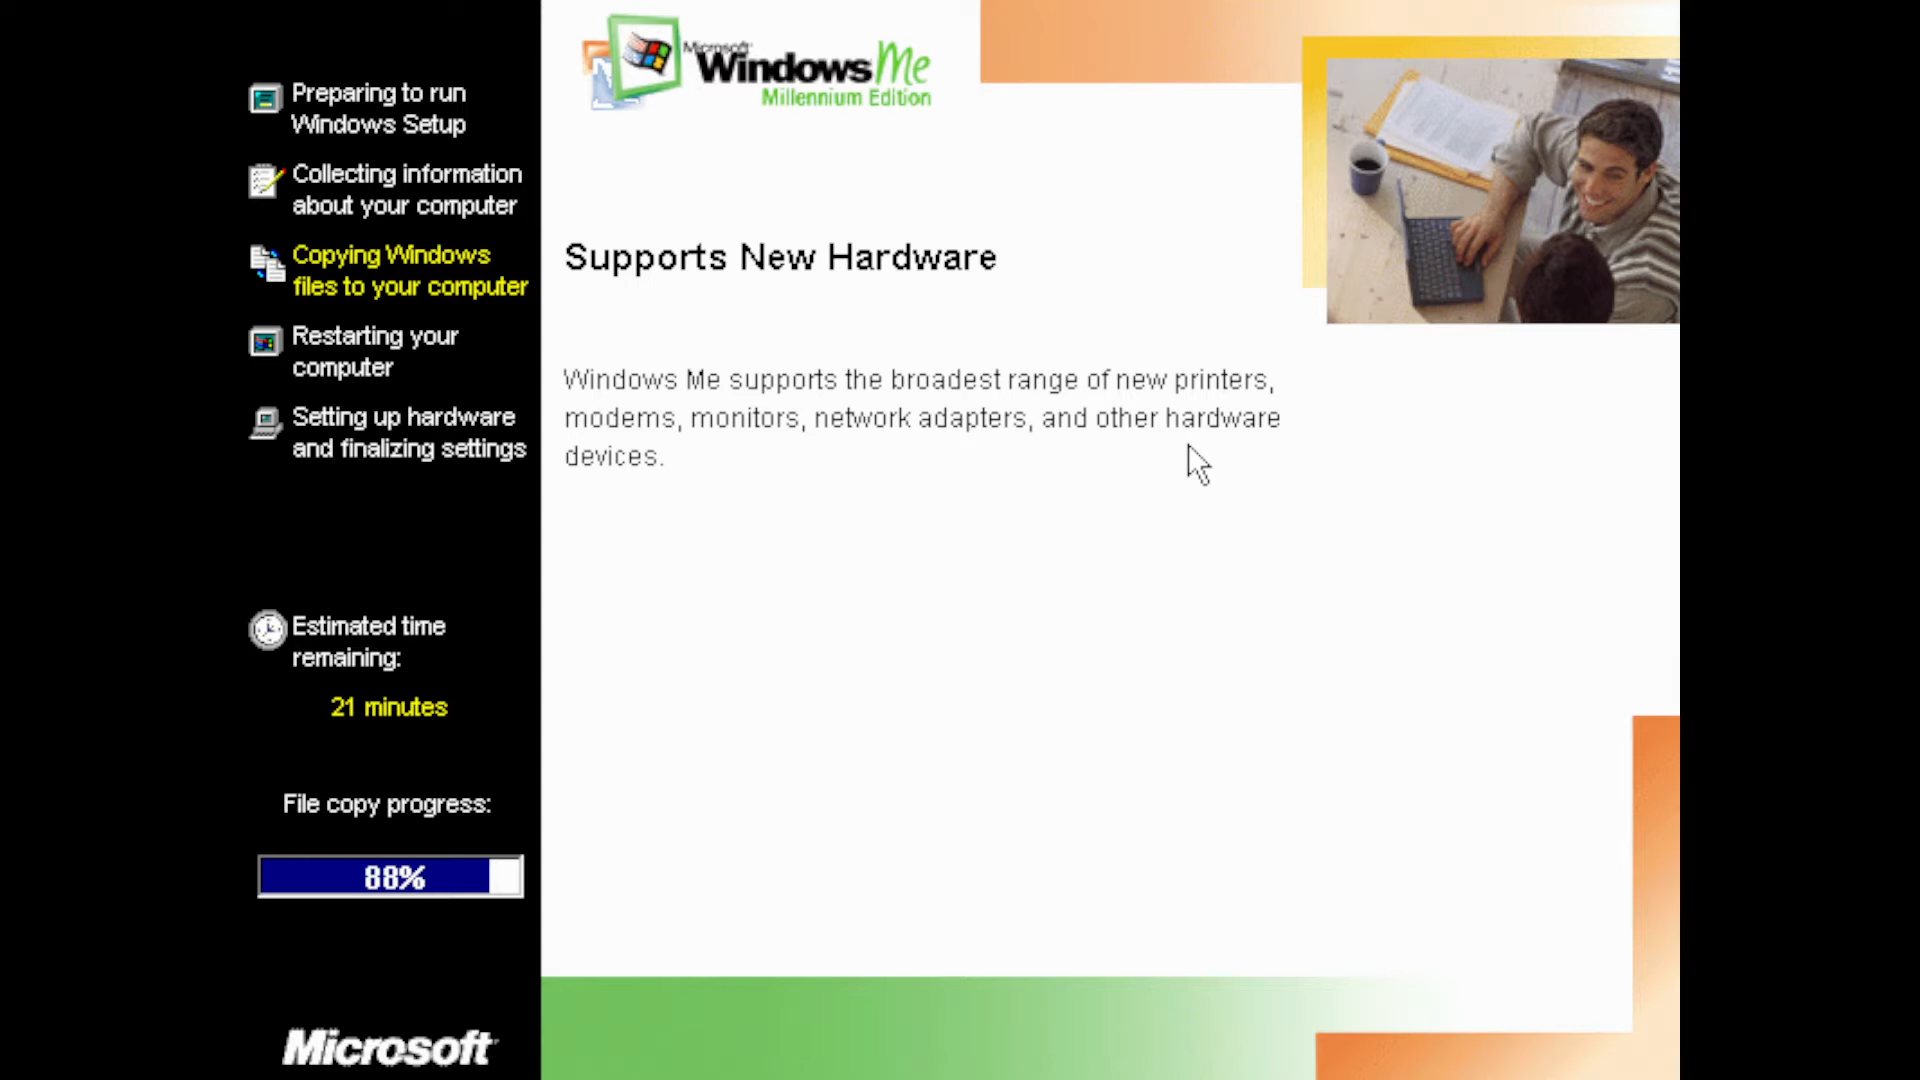 Preparing to run
Windows Setup
Collecting information
about your computer
Copying Windows
files to your computer
Restarting your
computer
Setting up hardware
and finalizing settings
Estimated time
remaining:
21 minutes
File copy progress:
88%
Microsoft
Microsoft
Windows Me
Millennium Edition
Supports New Hardware
Windows Me supports the broadest range of new printers,
modems, monitors, network adapters, and other hardware
devices.